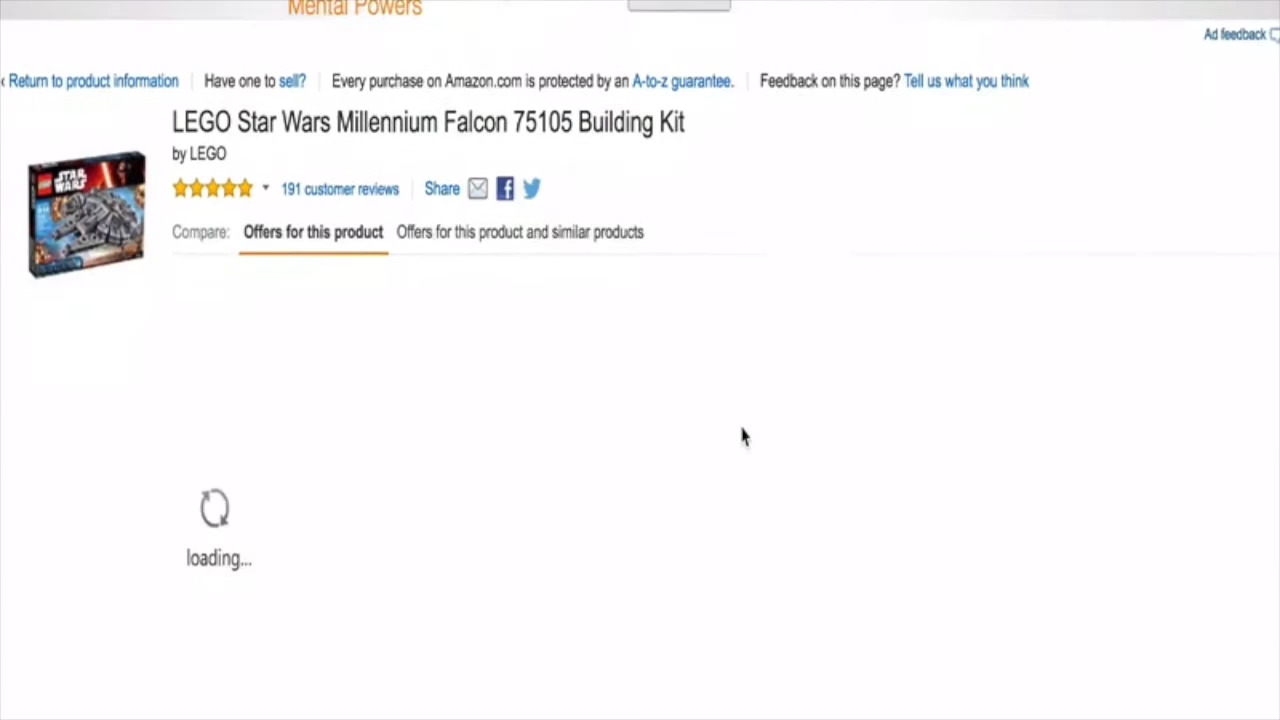 Mental Powers
Ad feedback
‹ Return to product information | Have one to sell? | Every purchase on Amazon.com is protected by an A-to-z guarantee. | Feedback on this page? Tell us what you think
LEGO Star Wars Millennium Falcon 75105 Building Kit
by LEGO
STAR WARS
191 customer reviews | Share
Compare: Offers for this product Offers for this product and similar products
loading...